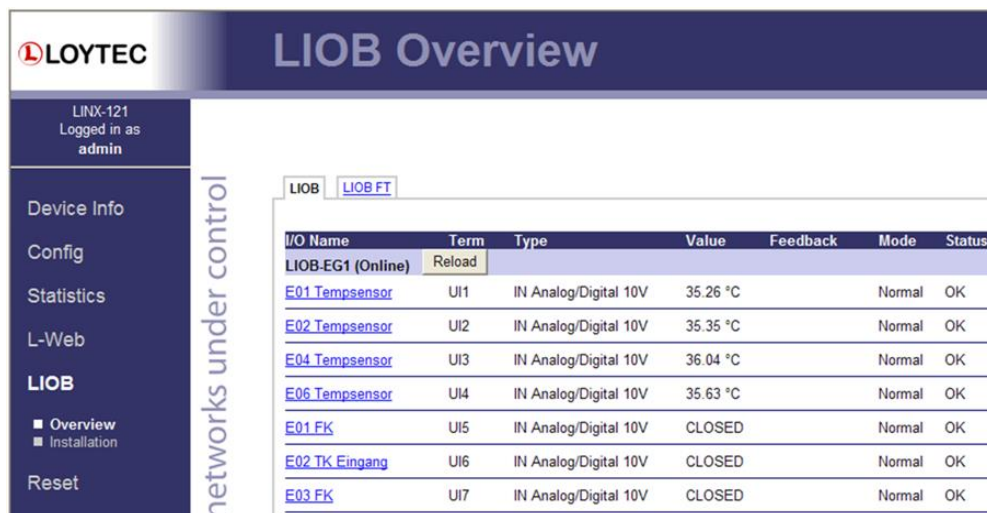 LOYTEC
LIOB Overview
LINX-121
Logged in as
admin
Device Info
Config
Statistics
L-Web
LIOB
Overview
Installation
Reset
networks under control
LIOB LIOB FT
I/O Name Term Type Value Feedback Mode Status
LIOB-EG1 (Online) Reload
E01 Tempsensor UI1 IN Analog/Digital 10V 35.26 °C Normal OK
E02 Tempsensor UI2 IN Analog/Digital 10V 35.35 °C Normal OK
E04 Tempsensor UI3 IN Analog/Digital 10V 36.04 °C Normal OK
E06 Tempsensor UI4 IN Analog/Digital 10V 35.63 °C Normal OK
E01 FK UI5 IN Analog/Digital 10V CLOSED Normal OK
E02 TK Eingang UI6 IN Analog/Digital 10V CLOSED Normal OK
E03 FK UI7 IN Analog/Digital 10V CLOSED Normal OK